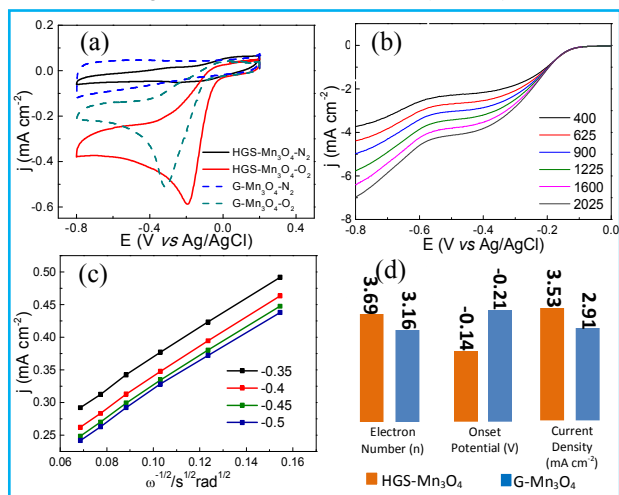 (a)
0.2
0.0
-0.2
-0.4
-0.6
j (mA cm⁻²)
HGS-Mn₃O₄-N₂
HGS-Mn₃O₄-O₂
G-Mn₃O₄-N₂
G-Mn₃O₄-O₂
-0.8 -0.4 0.0 0.4
E (V vs Ag/AgCl)
(b)
0
-2
-4
-6
-8
j (mA cm⁻²)
400
625
900
1225
1600
2025
-0.8 -0.6 -0.4 -0.2 0.0
E (V vs Ag/AgCl)
(c)
0.50
0.45
0.40
0.35
0.30
0.25
j (mA cm⁻²)
-0.35
-0.4
-0.45
-0.5
0.06 0.08 0.10 0.12 0.14 0.16
ω⁻¹/²/s¹/²rad¹/²
(d)
3.69
3.16
-0.14
-0.21
3.53
2.91
Electron
Number (n)
Onset
Potential (V)
Current
Density
(mA cm⁻²)
HGS-Mn₃O₄
G-Mn₃O₄